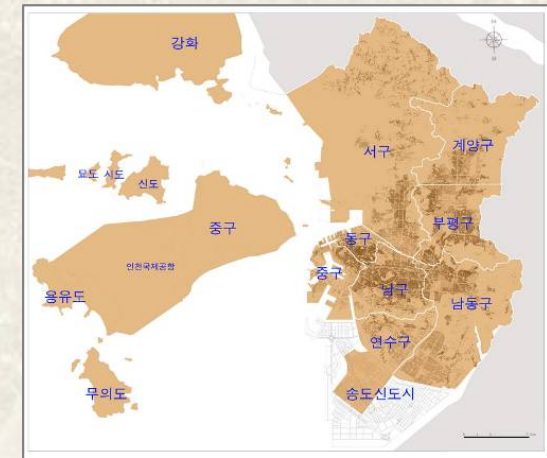 강화
서구
계양구
묘도 시도
신도
중구
부평구
동구
인천국제공항
중구
남구
용유도
남동구
연수구
무의도
송도신도시